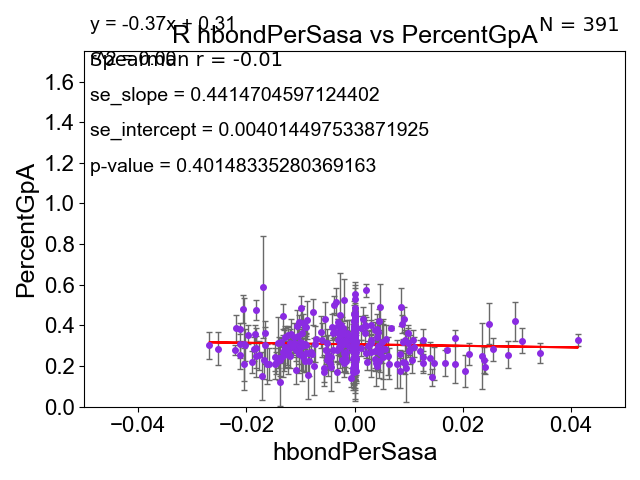 y = -0.37x + 0.31
N = 391
R hbondPerSasa vs PercentGpA
Spearman r = -0.01
se_slope = 0.4414704597124402
se_intercept = 0.004014497533871925
p-value = 0.40148335280369163
PercentGpA
1.6
1.4
1.2
1.0
0.8
0.6
0.4
0.2
0.0
−0.04 −0.02 0.00 0.02 0.04
hbondPerSasa